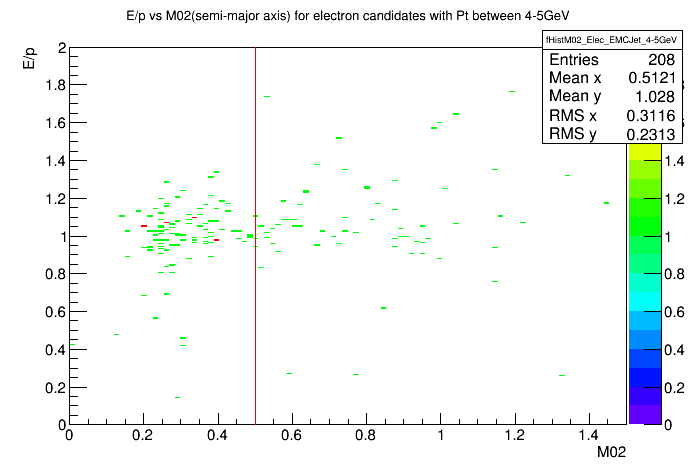 E/p vs M02(semi-major axis) for electron candidates with Pt between 4-5GeV
fHistM02_Elec_EMCJet_4-5GeV
Entries 208
Mean x 0.5121
Mean y 1.028
RMS x 0.3116
RMS y 0.2313
E/p
2
1.8
1.6
1.4
1.2
1
0.8
0.6
0.4
0.2
0
0 0.2 0.4 0.6 0.8 1 1.2 1.4
M02
1.4
1.2
1
0.8
0.6
0.4
0.2
0